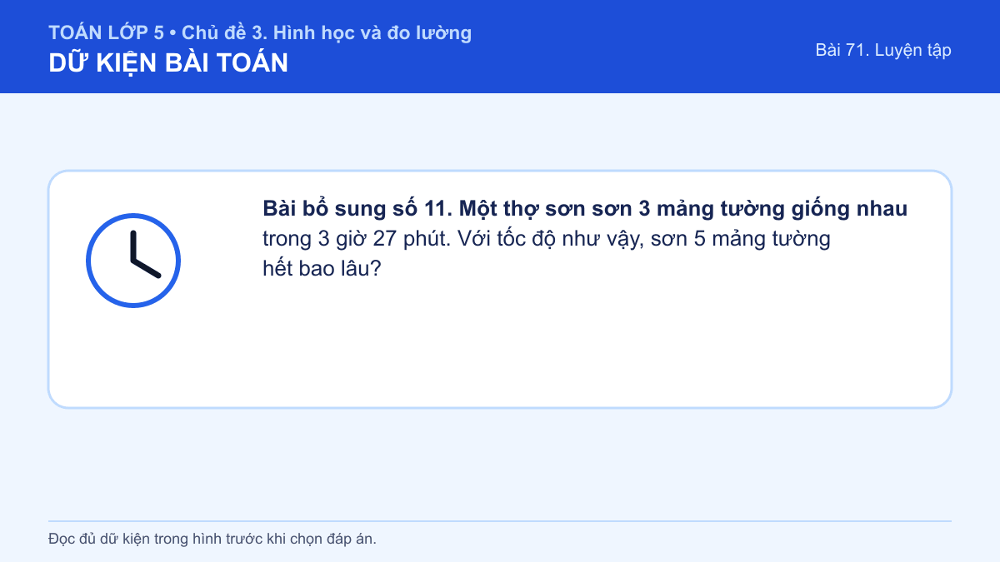 TOÁN LỚP 5 • Chủ đề 3. Hình học và đo lường
DỮ KIỆN BÀI TOÁN
Bài 71. Luyện tập
Bài bổ sung số 11. Một thợ sơn sơn 3 mảng tường giống nhau
trong 3 giờ 27 phút. Với tốc độ như vậy, sơn 5 mảng tường
hết bao lâu?
Đọc đủ dữ kiện trong hình trước khi chọn đáp án.